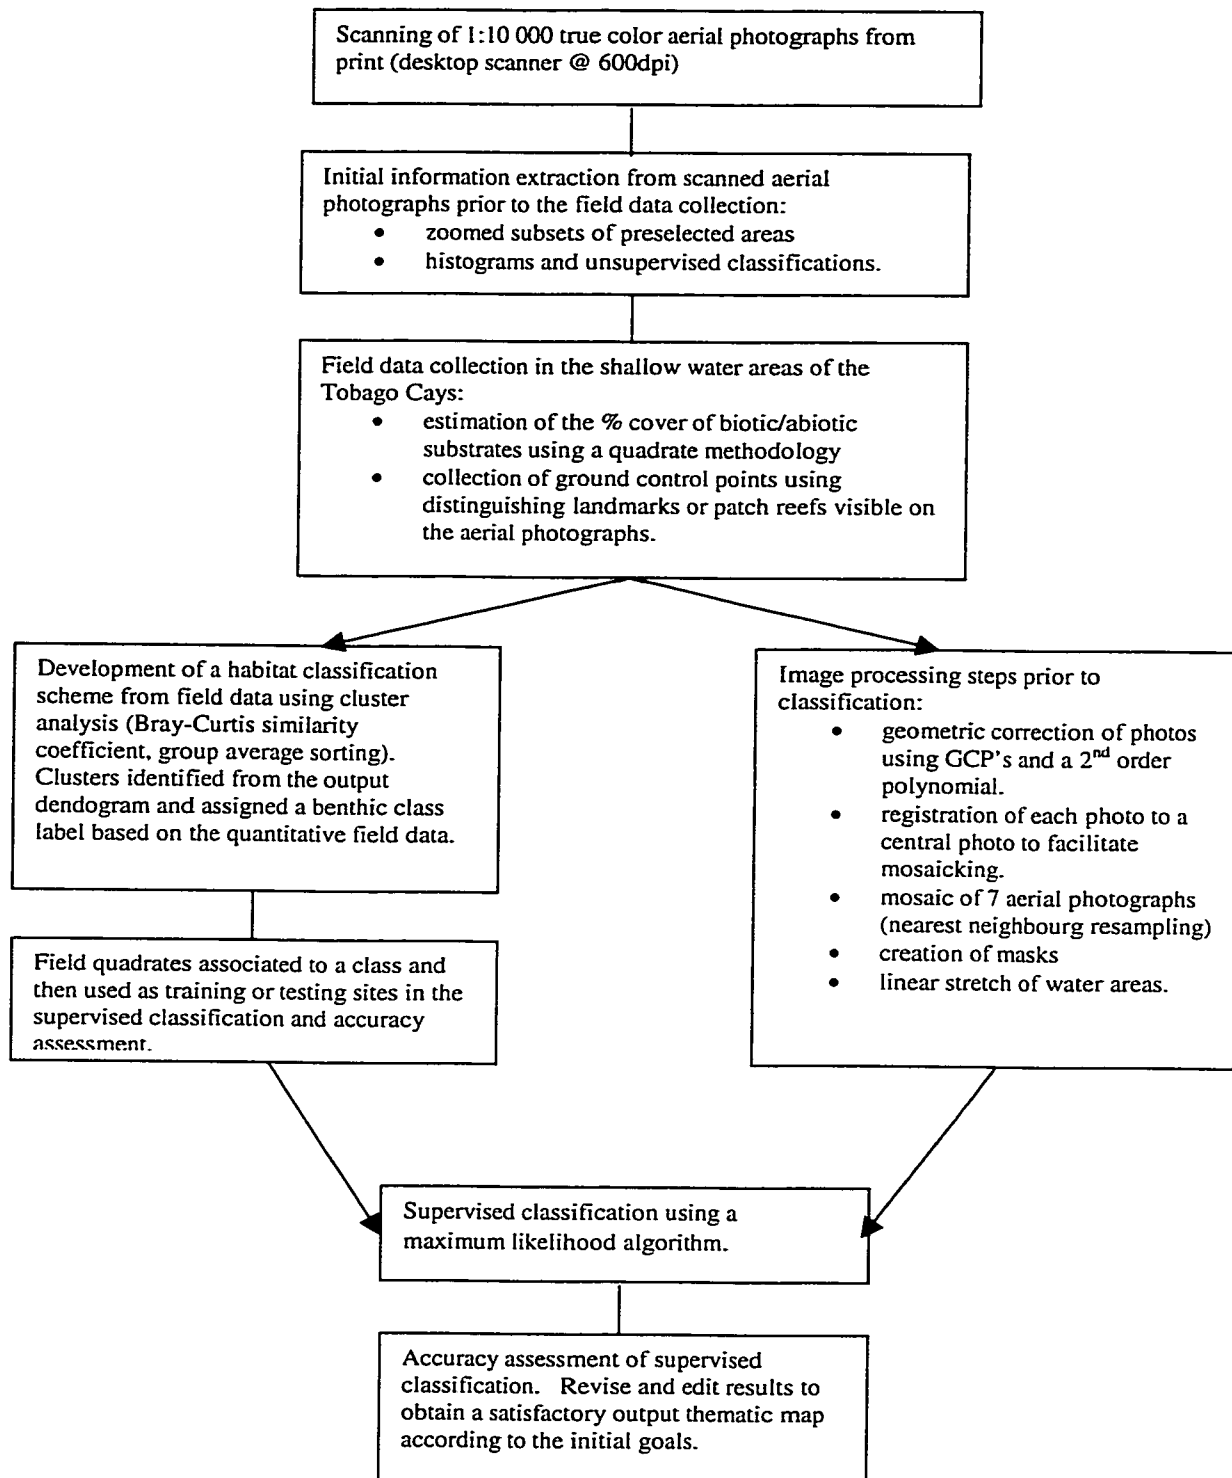 Scanning of 1:10 000 true color aerial photographs from
print (desktop scanner @ 600dpi)
Initial information extraction from scanned aerial
photographs prior to the field data collection:
• zoomed subsets of preselected areas
• histograms and unsupervised classifications.
Field data collection in the shallow water areas of the
Tobago Cays:
• estimation of the % cover of biotic/abiotic
substrates using a quadrate methodology
• collection of ground control points using
distinguishing landmarks or patch reefs visible on
the aerial photographs.
Development of a habitat classification
scheme from field data using cluster
analysis (Bray-Curtis similarity
coefficient, group average sorting).
Clusters identified from the output
dendogram and assigned a benthic class
label based on the quantitative field data.
Field quadrates associated to a class and
then used as training or testing sites in the
supervised classification and accuracy
assessment.
Image processing steps prior to
classification:
• geometric correction of photos
using GCP's and a 2nd order
polynomial.
• registration of each photo to a
central photo to facilitate
mosaicking.
• mosaic of 7 aerial photographs
(nearest neighbourg resampling)
• creation of masks
• linear stretch of water areas.
Supervised classification using a
maximum likelihood algorithm.
Accuracy assessment of supervised
classification. Revise and edit results to
obtain a satisfactory output thematic map
according to the initial goals.